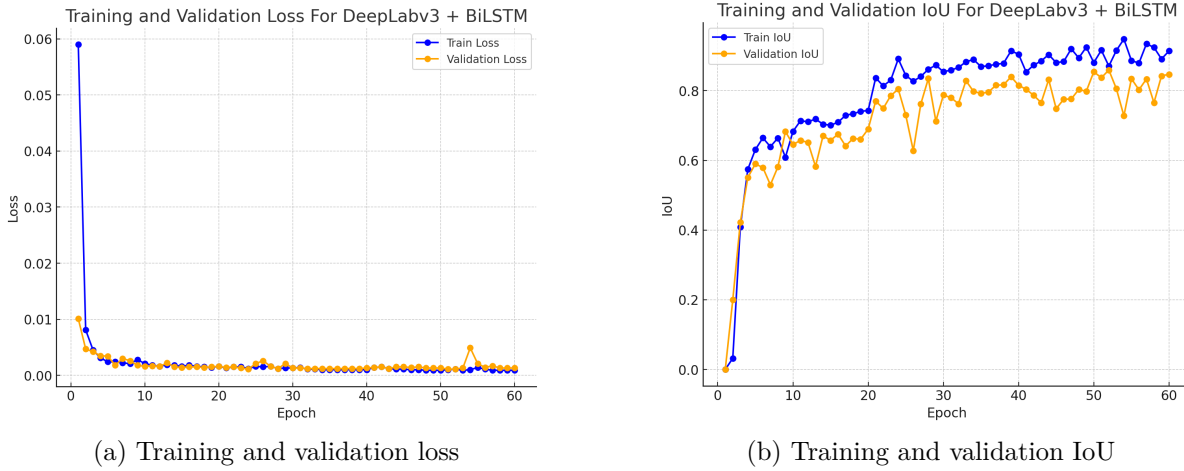 Training and Validation Loss For DeepLabv3 + BiLSTM
Train Loss
Validation Loss
0.06
0.05
0.04
0.03
0.02
0.01
0.00
Loss
0
10
20
30
40
50
60
Epoch
(a) Training and validation loss
Training and Validation IoU For DeepLabv3 + BiLSTM
Train IoU
Validation IoU
0.8
0.6
0.4
0.2
0.0
IoU
0
10
20
30
40
50
60
Epoch
(b) Training and validation IoU